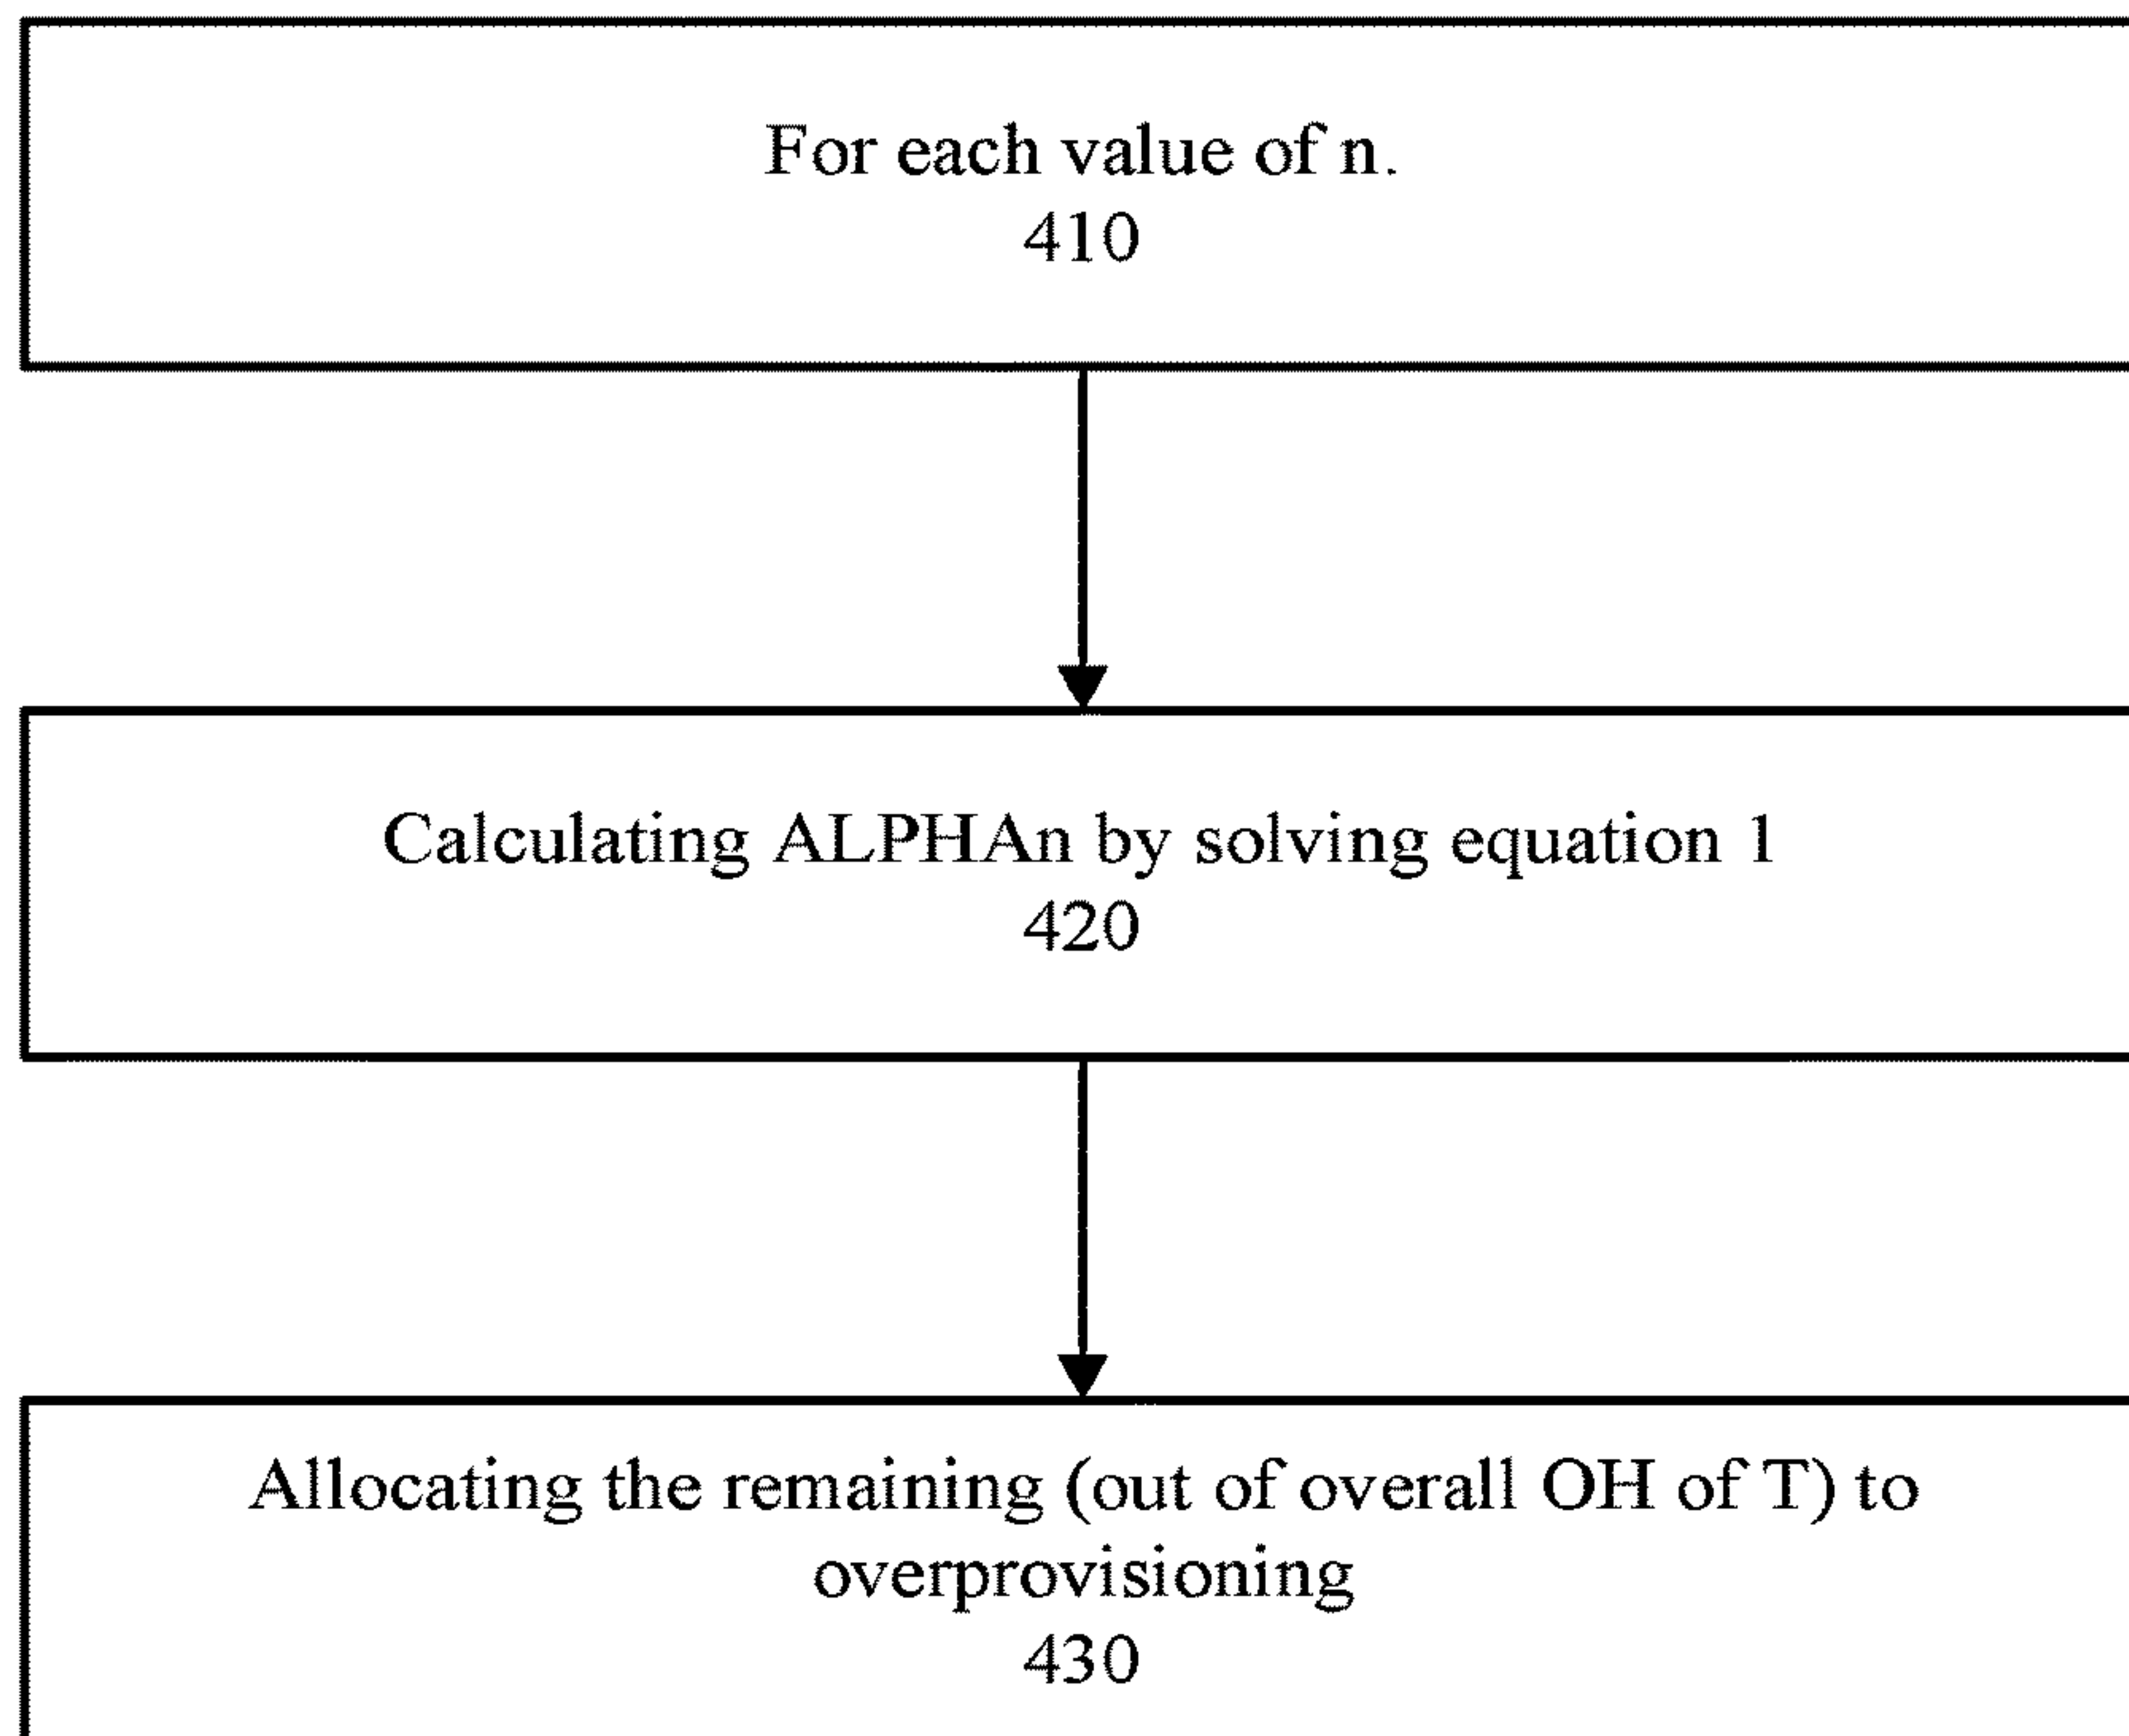 For each value of n.
410
Calculating ALPHAn by solving equation 1
420
Allocating the remaining (out of overall OH of T) to
overprovisioning
430